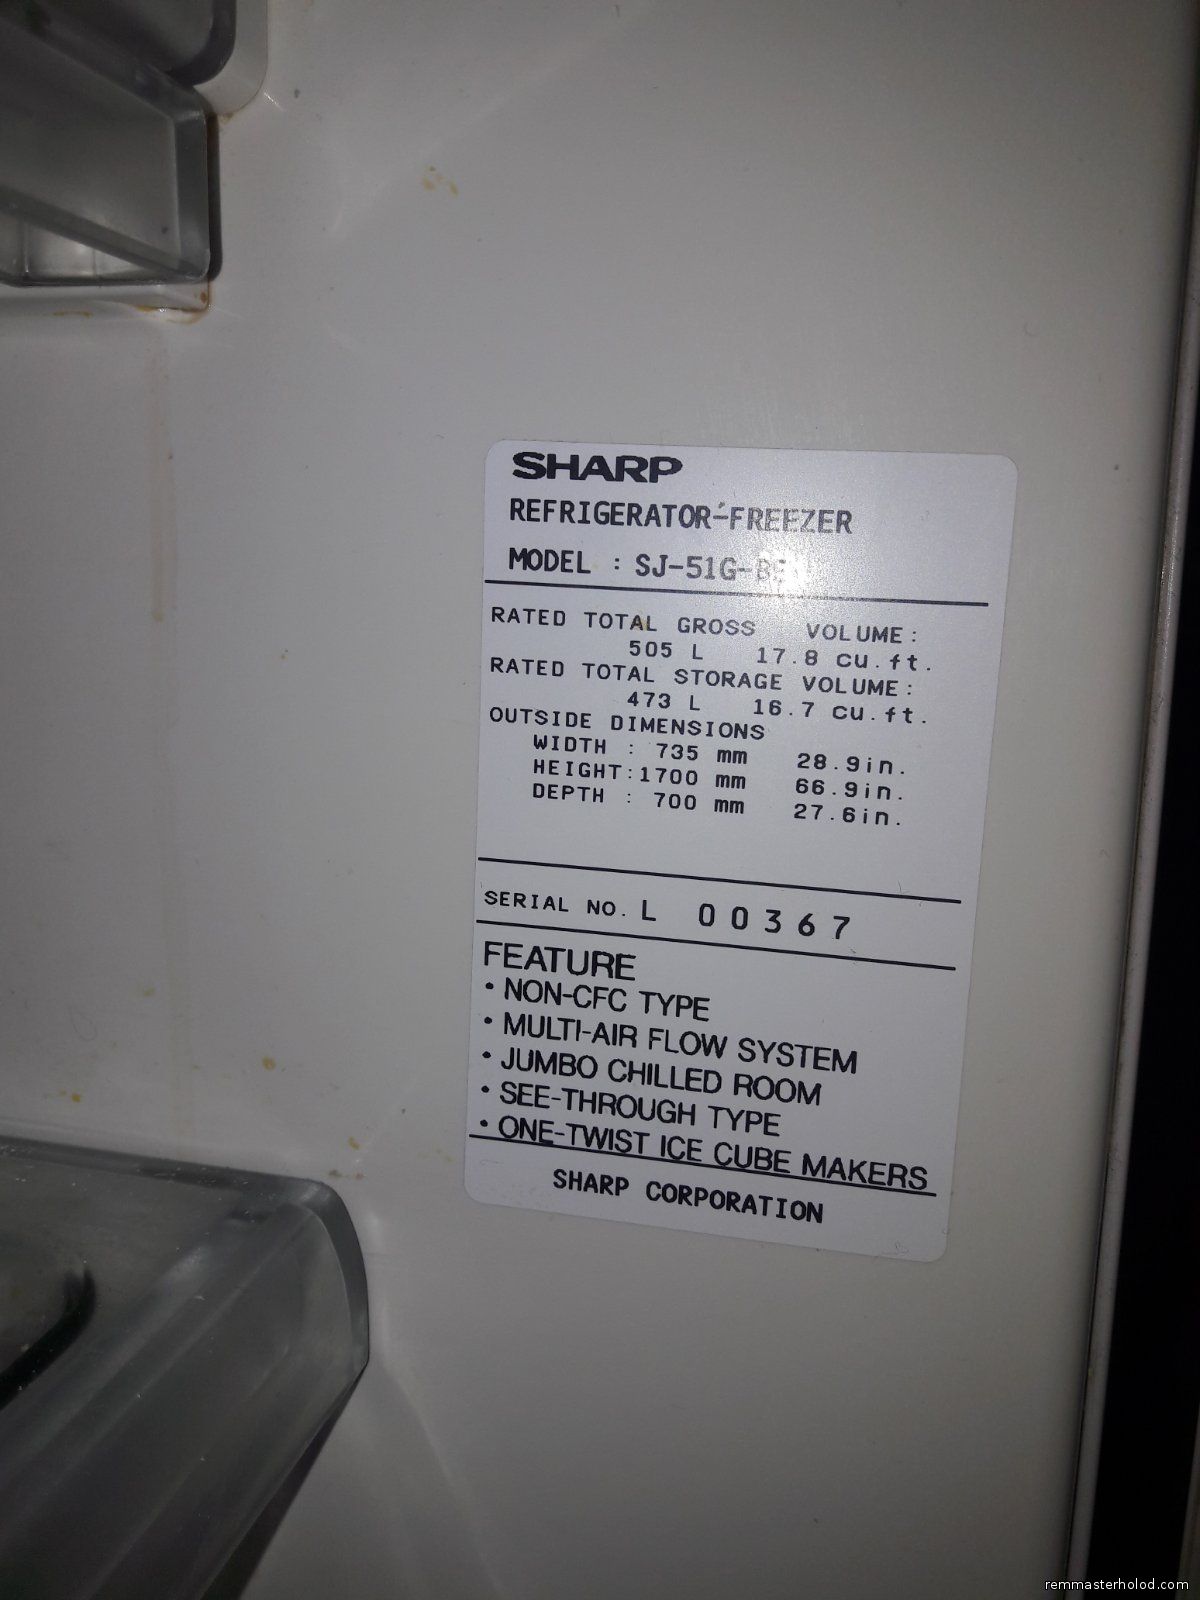 SHARP
REFRIGERATOR-FREEZER
MODEL : SJ-51G-BE
RATED TOTAL GROSS VOLUME:
505 L 17.8 cu.ft.
RATED TOTAL STORAGE VOLUME:
473 L 16.7 cu.ft.
OUTSIDE DIMENSIONS
WIDTH : 735 mm 28.9in.
HEIGHT:1700 mm 66.9in.
DEPTH : 700 mm 27.6in.
SERIAL NO. L 00367
FEATURE
• NON-CFC TYPE
• MULTI-AIR FLOW SYSTEM
• JUMBO CHILLED ROOM
• SEE-THROUGH TYPE
• ONE-TWIST ICE CUBE MAKERS
SHARP CORPORATION
remmasterholod.com